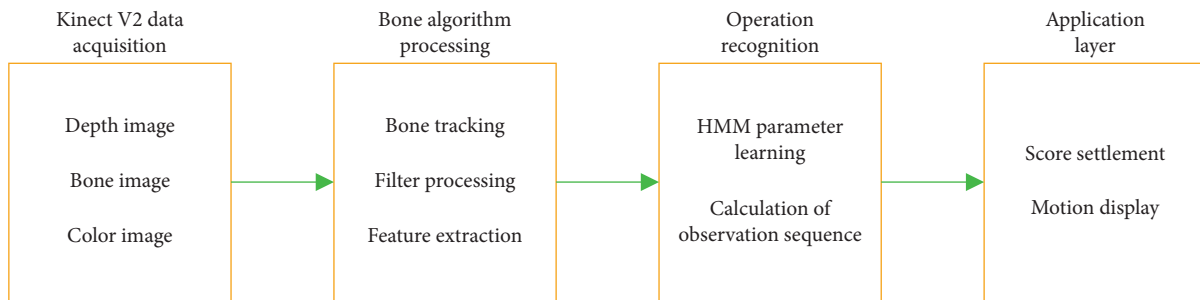 Kinect V2 data
acquisition
Depth image
Bone image
Color image
Bone algorithm
processing
Bone tracking
Filter processing
Feature extraction
Operation
recognition
HMM parameter
learning
Calculation of
observation sequence
Application
layer
Score settlement
Motion display